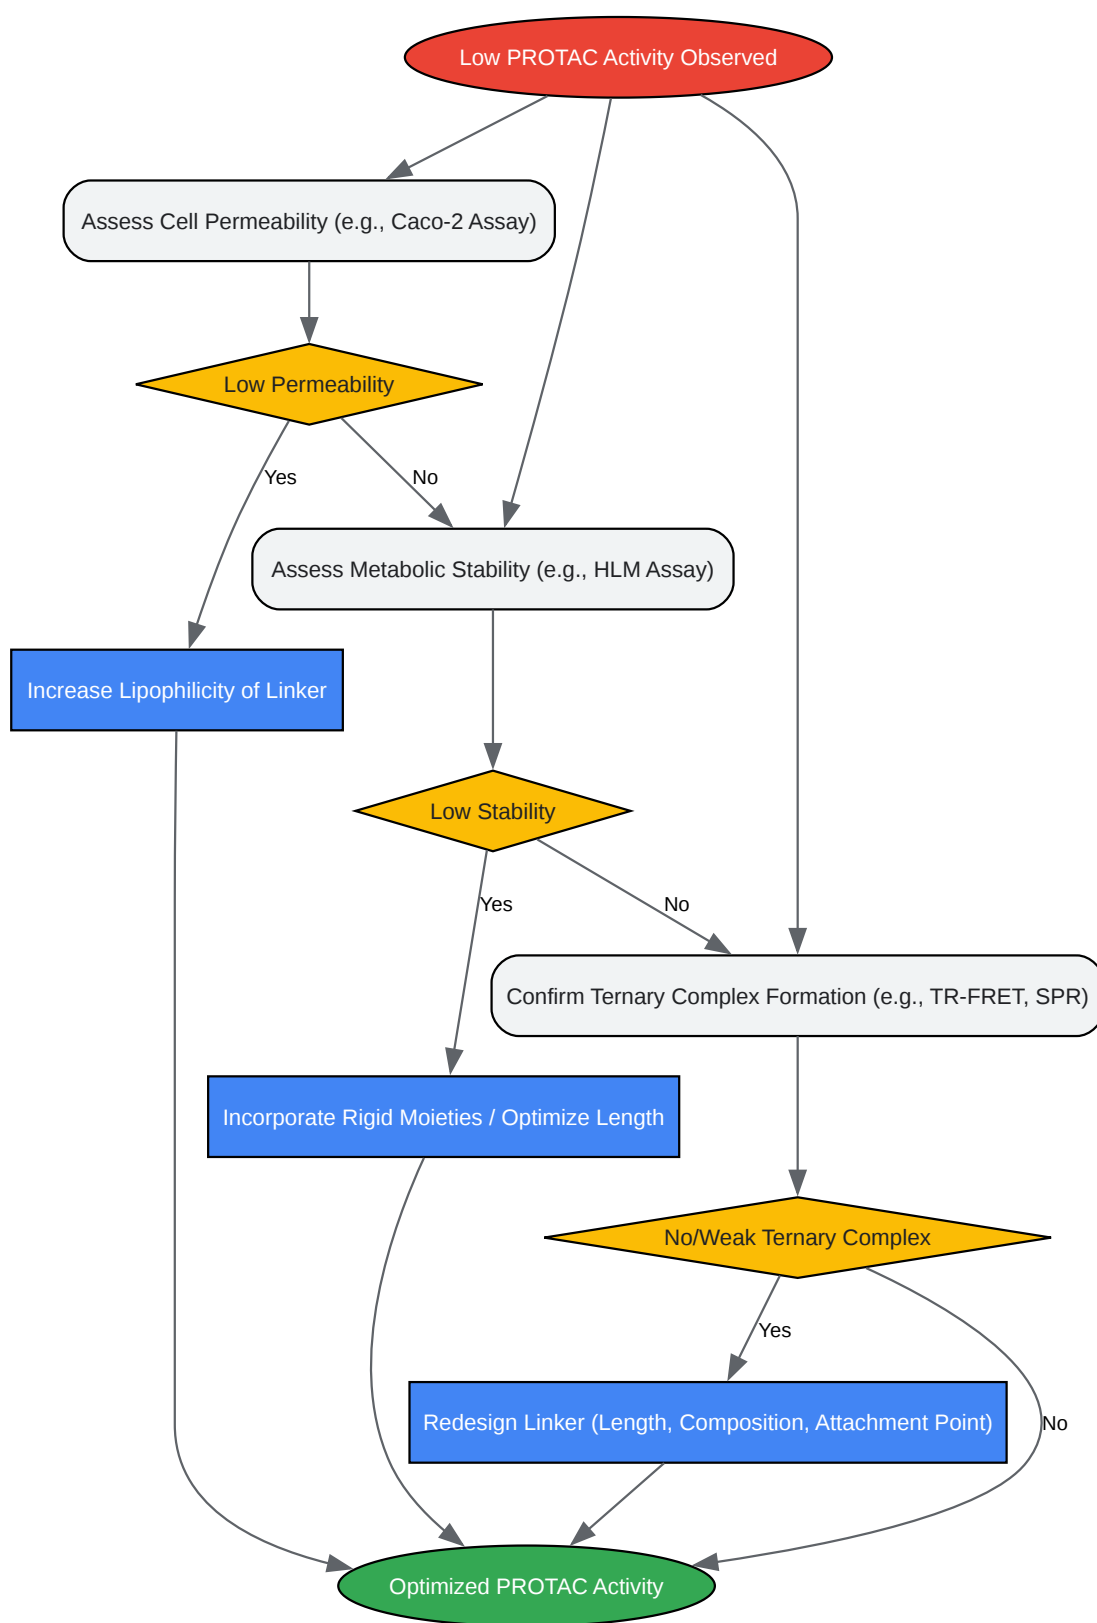 Low PROTAC Activity Observed
Assess Cell Permeability (e.g., Caco-2 Assay)
Low Permeability
Yes
No
Assess Metabolic Stability (e.g., HLM Assay)
Increase Lipophilicity of Linker
Low Stability
Yes
No
Confirm Ternary Complex Formation (e.g., TR-FRET, SPR)
Incorporate Rigid Moieties / Optimize Length
No/Weak Ternary Complex
Yes
Redesign Linker (Length, Composition, Attachment Point)
No
Optimized PROTAC Activity